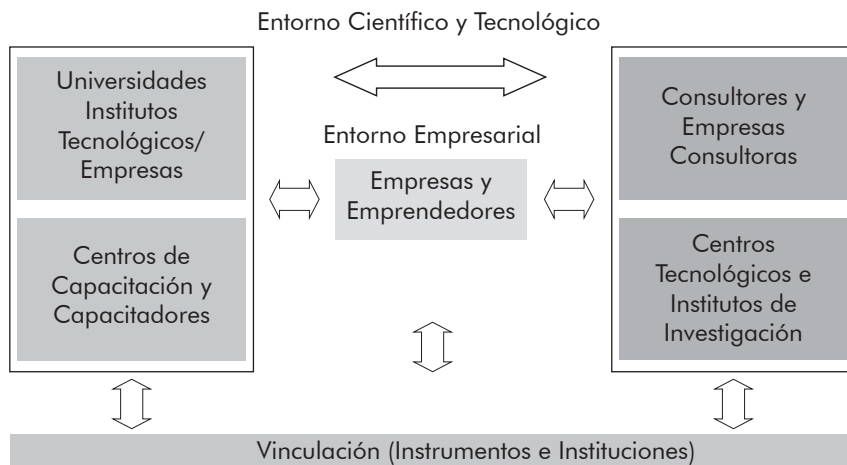 Entorno Científico y Tecnológico
Universidades
Institutos
Tecnológicos/
Empresas
Centros de
Capacitación y
Capacitadores
Entorno Empresarial
Empresas y
Emprendedores
Consultores y
Empresas
Consultoras
Centros
Tecnológicos e
Institutos de
Investigación
Vinculación (Instrumentos e Instituciones)